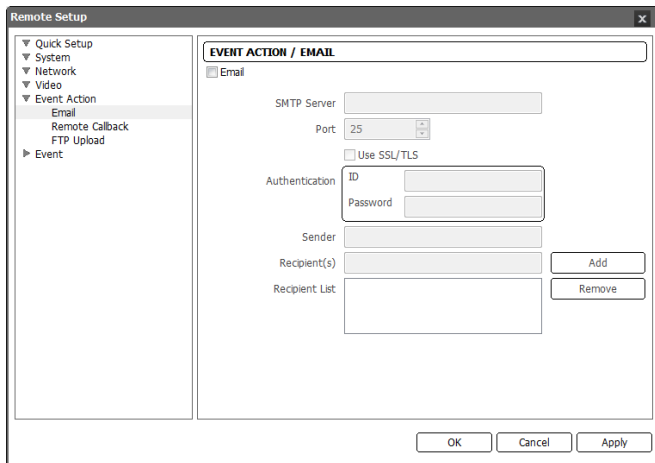 Remote Setup
x
Quick Setup
System
Network
Video
Event Action
Email
Remote Callback
FTP Upload
Event
EVENT ACTION / EMAIL
Email
SMTP Server
Port 25
Use SSL/TLS
Authentication
ID
Password
Sender
Recipient(s) Add
Recipient List Remove
OK Cancel Apply